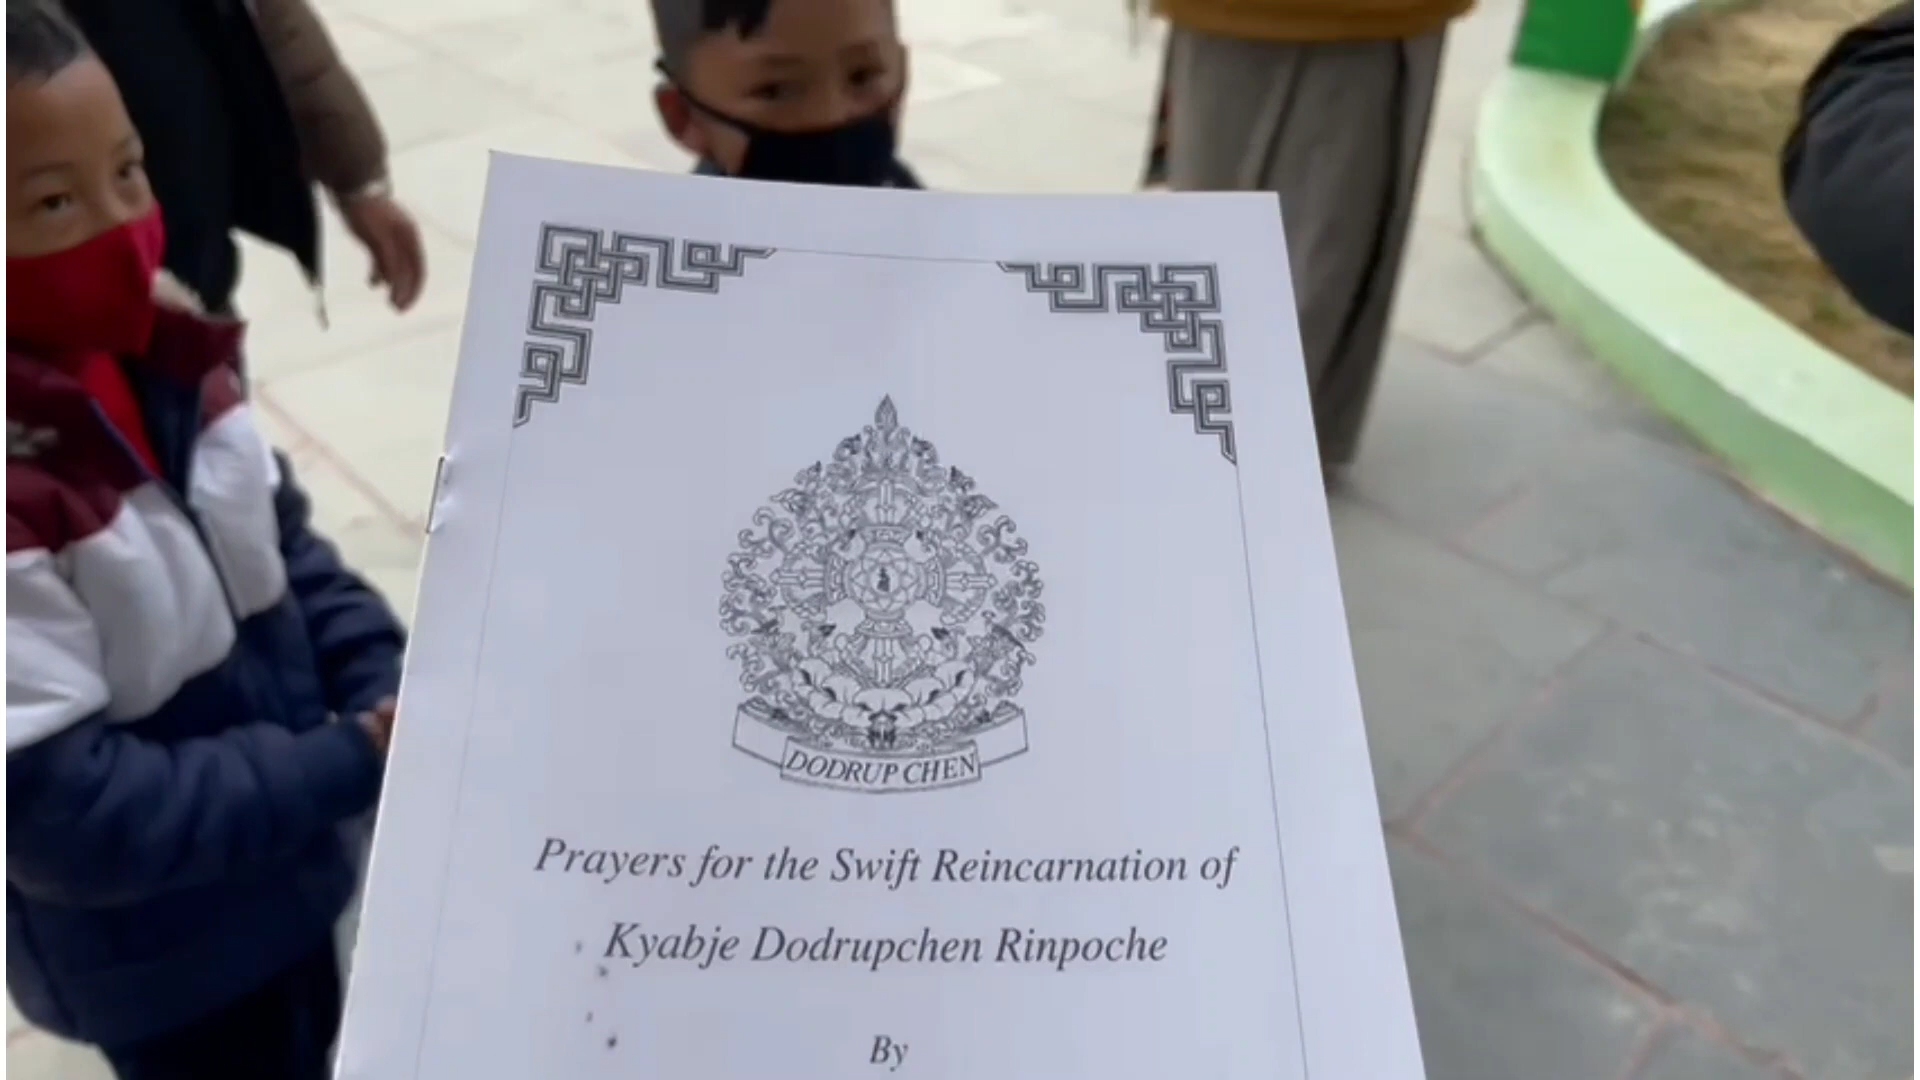 DODRUP CHEN
Prayers for the Swift Reincarnation of
Kyabje Dodrupchen Rinpoche
By